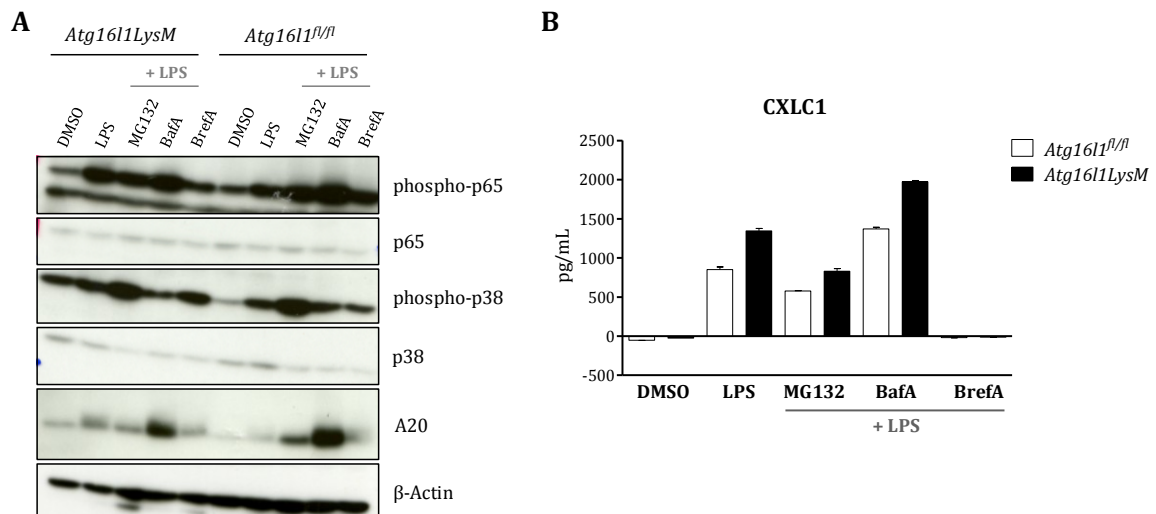 A
Atg16l1LysM Atg16l1fl/fl
+ LPS + LPS
DMSO LPS MG132 BafA BrefA DMSO LPS MG132 BafA BrefA
phospho-p65
p65
phospho-p38
p38
A20
β-Actin
B
CXLC1
Atg16l1fl/fl
Atg16l1LysM
pg/mL
2500
2000
1500
1000
500
0
-500
DMSO LPS MG132 BafA BrefA
+ LPS